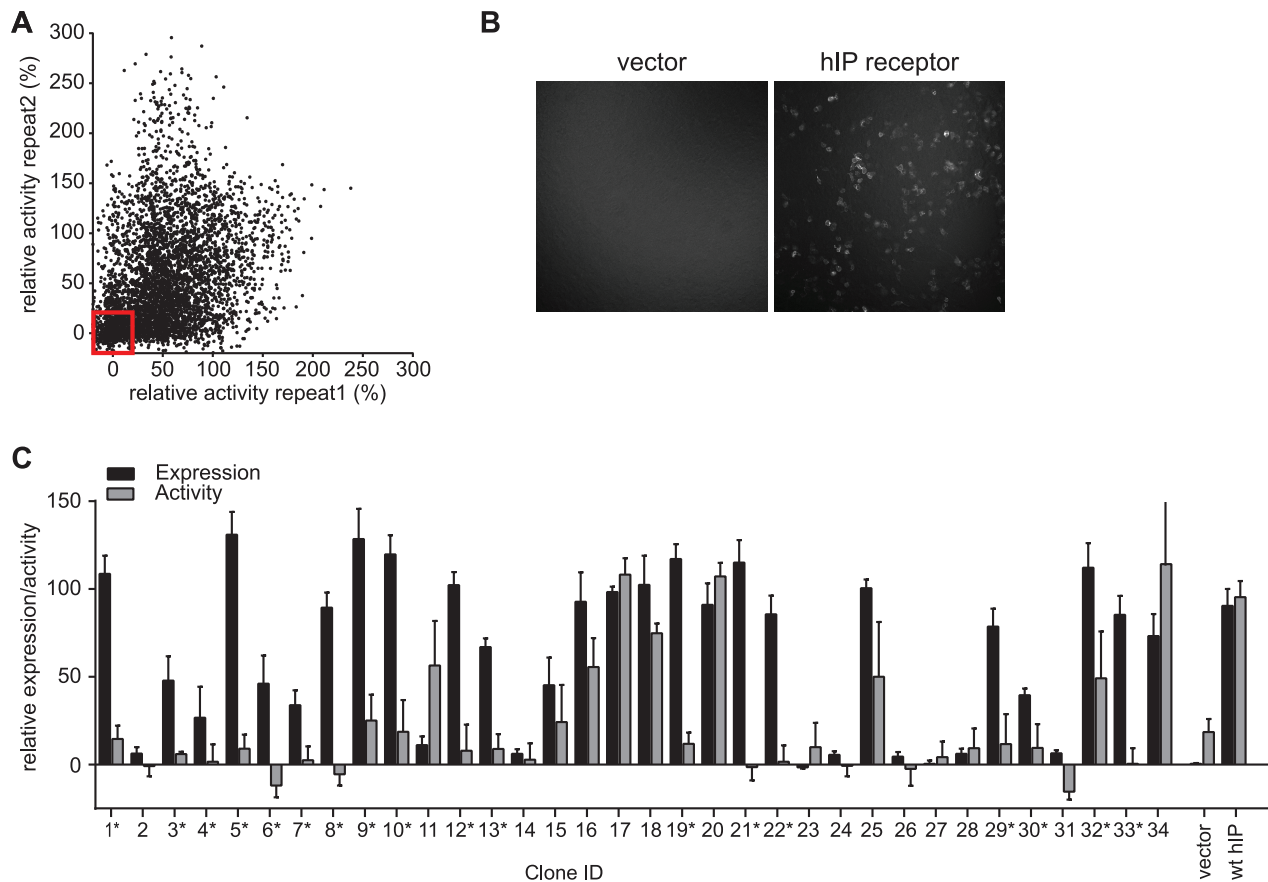 A
300
250
200
150
100
50
0
relative activity repeat2 (%)
0 50 100 150 200 250 300
relative activity repeat1 (%)
B
vector hIP receptor
C
Expression
Activity
150
100
50
0
relative expression/activity
1* 2 3* 4* 5* 6* 7* 8* 9* 10* 11 12* 13* 14 15 16 17 18 19* 20 21* 22* 23 24 25 26 27 28 29* 30* 31 32* 33* 34 vector wt hIP
Clone ID